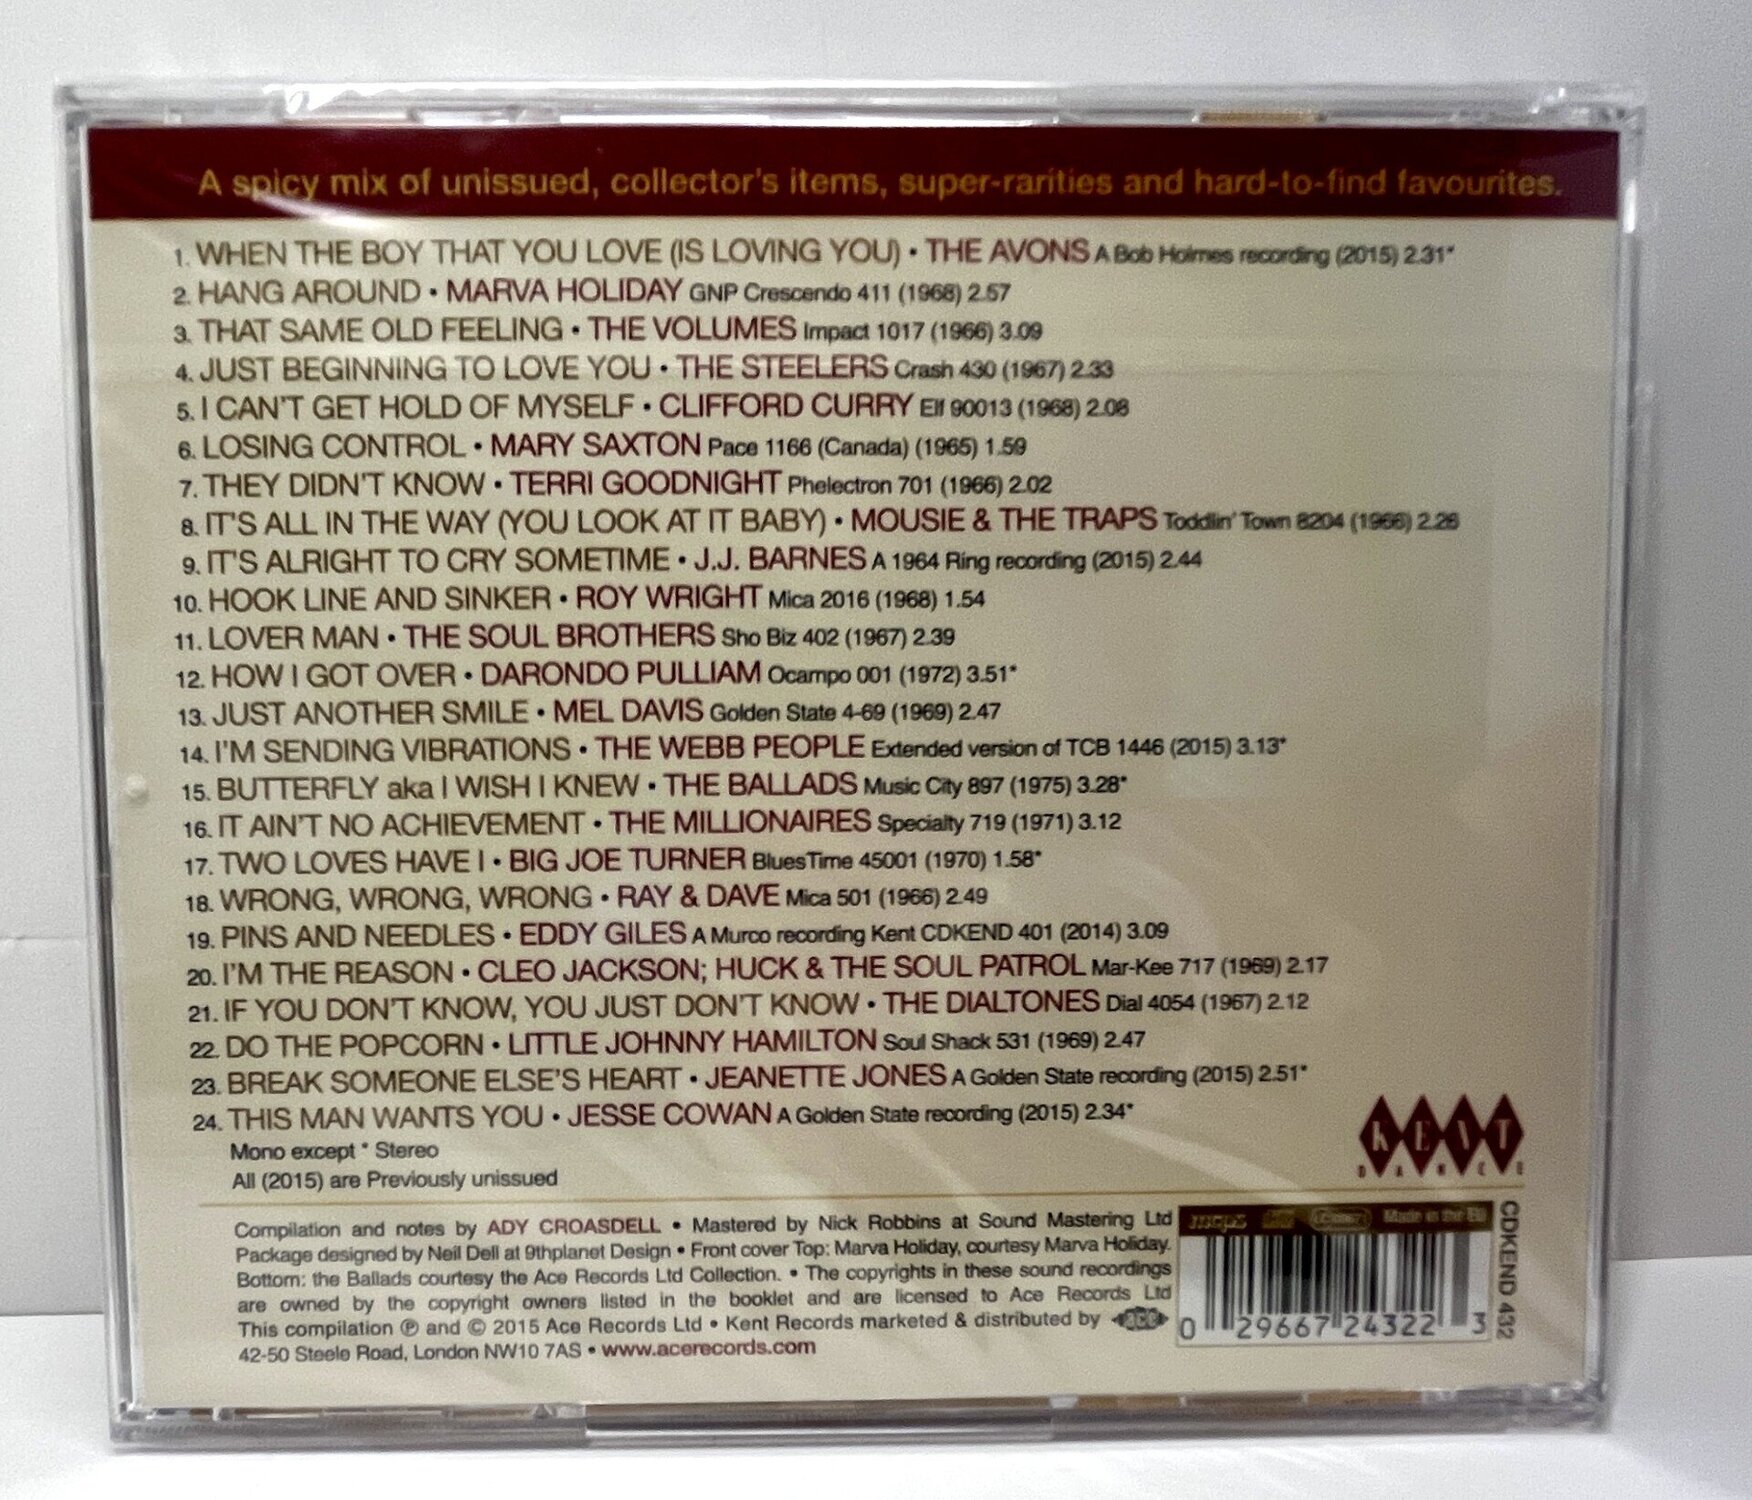 A spicy mix of unissued, collector's items, super-rarities and hard-to-find favourites.
1. WHEN THE BOY THAT YOU LOVE (IS LOVING YOU) • THE AVONS A Bob Holmes recording (2015) 2.31*
2. HANG AROUND • MARVA HOLIDAY GNP Crescendo 411 (1968) 2.57
3. THAT SAME OLD FEELING • THE VOLUMES Impact 1017 (1966) 3.09
4. JUST BEGINNING TO LOVE YOU • THE STEELERS Crash 430 (1967) 2.33
5. I CAN'T GET HOLD OF MYSELF • CLIFFORD CURRY Elf 90013 (1968) 2.08
6. LOSING CONTROL • MARY SAXTON Pace 1166 (Canada) (1965) 1.59
7. THEY DIDN'T KNOW • TERRI GOODNIGHT Phelectron 701 (1966) 2.02
8. IT'S ALL IN THE WAY (YOU LOOK AT IT BABY) • MOUSIE & THE TRAPS Toddlin' Town 8204 (1966) 2.26
9. IT'S ALRIGHT TO CRY SOMETIME • J.J. BARNES A 1964 Ring recording (2015) 2.44
10. HOOK LINE AND SINKER • ROY WRIGHT Mica 2016 (1968) 1.54
11. LOVER MAN • THE SOUL BROTHERS Sho Biz 402 (1967) 2.39
12. HOW I GOT OVER • DARONDO PULLIAM Ocampo 001 (1972) 3.51*
13. JUST ANOTHER SMILE • MEL DAVIS Golden State 4-69 (1969) 2.47
14. I'M SENDING VIBRATIONS • THE WEBB PEOPLE Extended version of TCB 1446 (2015) 3.13*
15. BUTTERFLY aka I WISH I KNEW • THE BALLADS Music City 897 (1975) 3.28*
16. IT AIN'T NO ACHIEVEMENT • THE MILLIONAIRES Specialty 719 (1971) 3.12
17. TWO LOVES HAVE I • BIG JOE TURNER BluesTime 45001 (1970) 1.58*
18. WRONG, WRONG, WRONG • RAY & DAVE Mica 501 (1966) 2.49
19. PINS AND NEEDLES • EDDY GILES A Murco recording Kent CDKEND 401 (2014) 3.09
20. I'M THE REASON • CLEO JACKSON; HUCK & THE SOUL PATROL Mar-Kee 717 (1969) 2.17
21. IF YOU DON'T KNOW, YOU JUST DON'T KNOW • THE DIALTONES Dial 4054 (1967) 2.12
22. DO THE POPCORN • LITTLE JOHNNY HAMILTON Soul Shack 531 (1969) 2.47
23. BREAK SOMEONE ELSE'S HEART • JEANETTE JONES A Golden State recording (2015) 2.51*
24. THIS MAN WANTS YOU • JESSE COWAN A Golden State recording (2015) 2.34*
Mono except * Stereo
All (2015) are Previously unissued
KENT
DANCE
Compilation and notes by ADY CROASDELL • Mastered by Nick Robbins at Sound Mastering Ltd
Package designed by Neil Dell at 9thplanet Design • Front cover Top: Marva Holiday, courtesy Marva Holiday.
Bottom: the Ballads courtesy the Ace Records Ltd Collection. • The copyrights in these sound recordings
are owned by the copyright owners listed in the booklet and are licensed to Ace Records Ltd
This compilation ℗ and © 2015 Ace Records Ltd • Kent Records marketed & distributed by ACE
42-50 Steele Road, London NW10 7AS • www.acerecords.com
mcps Made in the EU
0 29667 24322 3
CDKEND 432